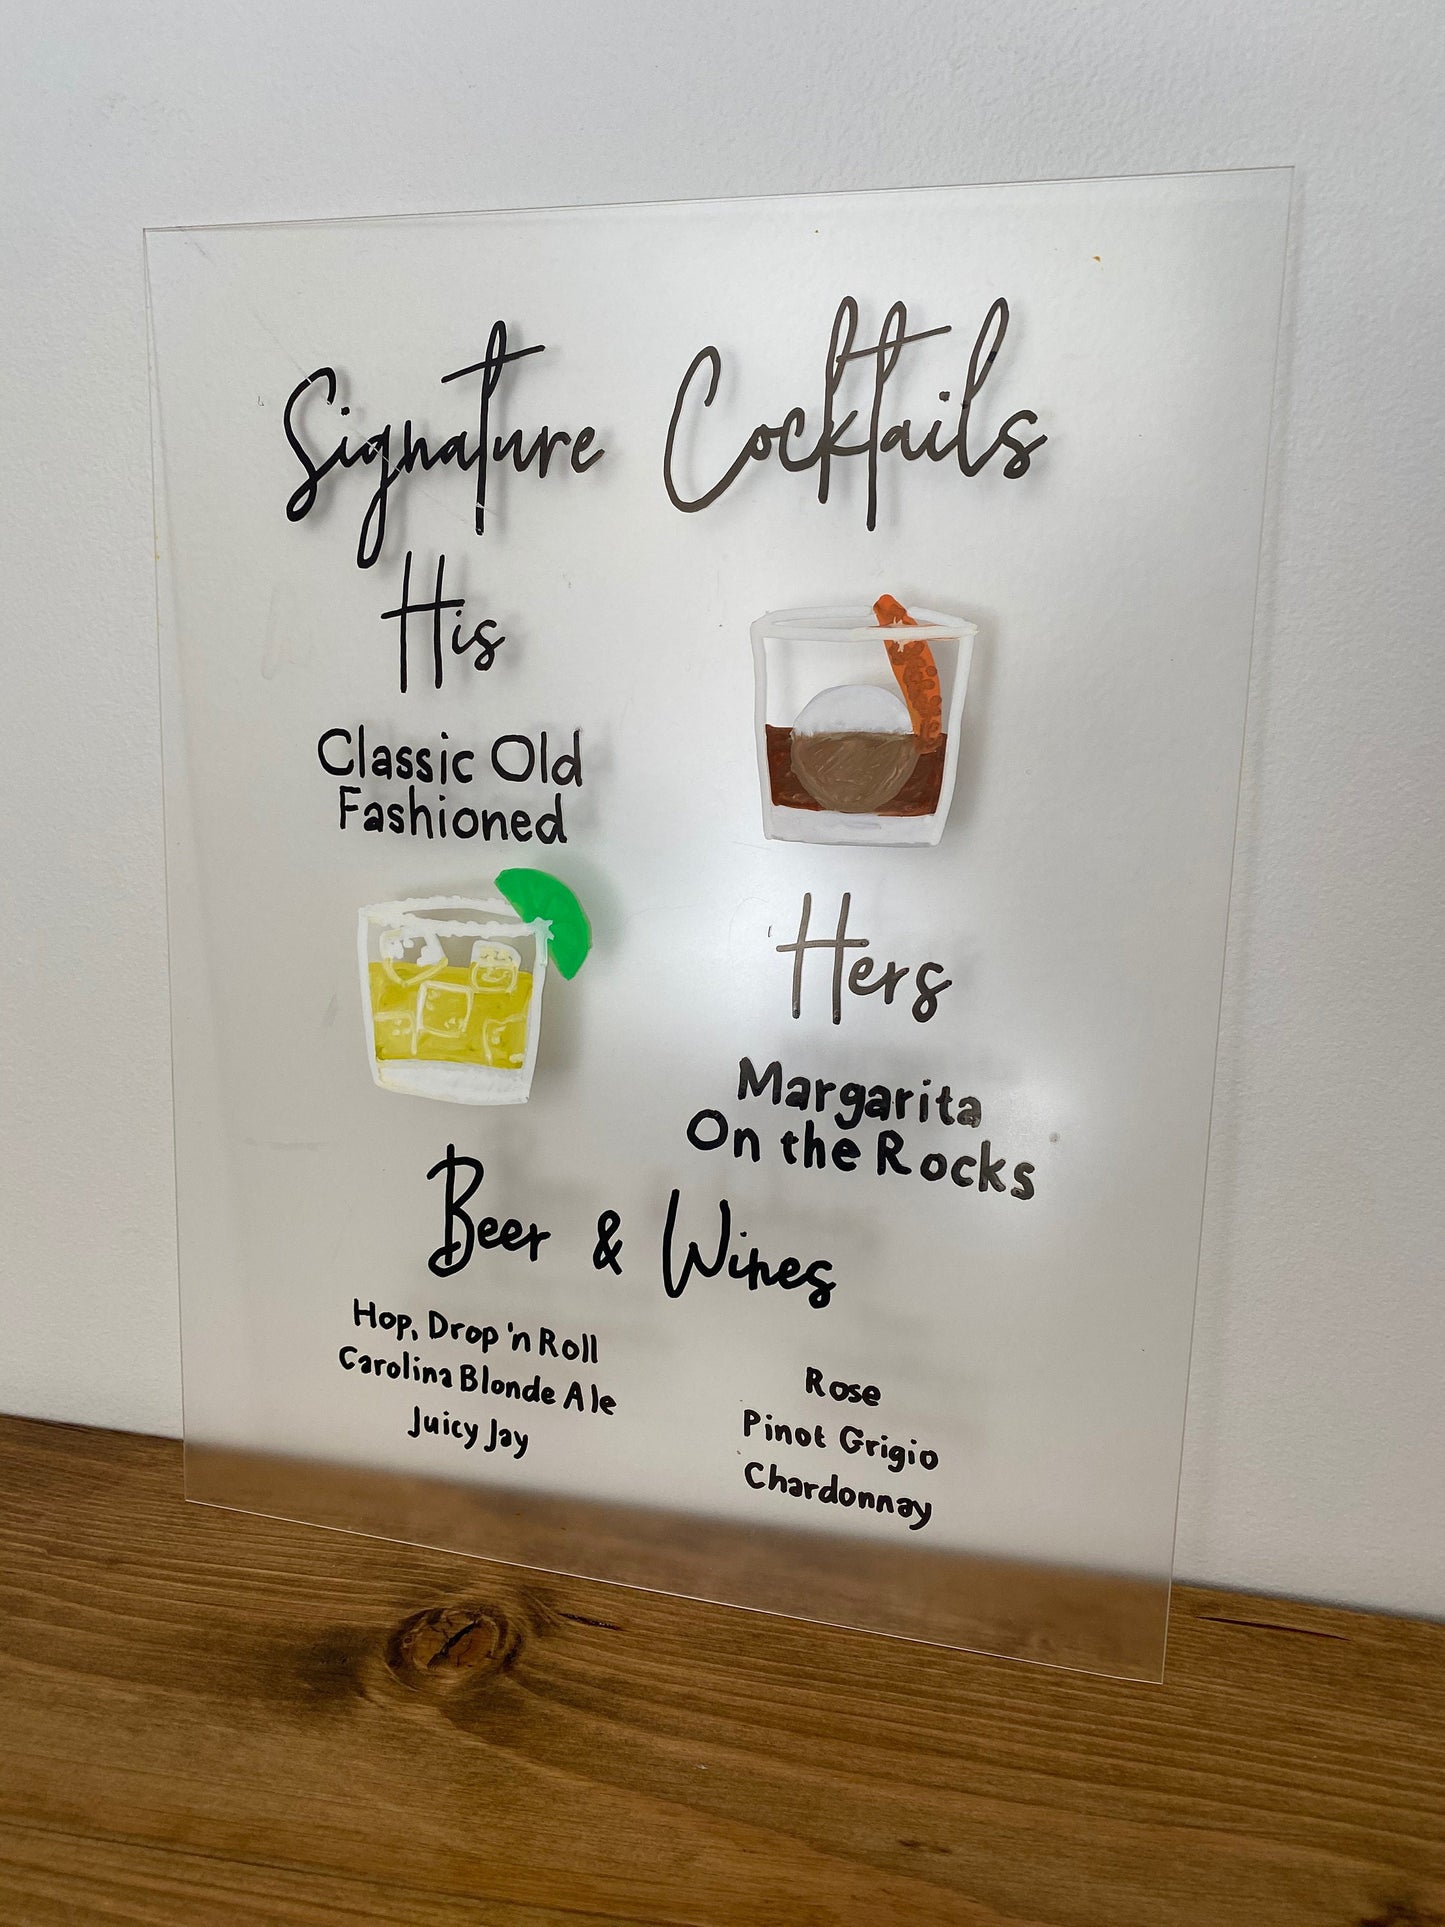 Signature Cocktails
His
Classic Old
Fashioned
Hers
Margarita
On the Rocks
Beer & Wines
Hop, Drop 'n Roll
Carolina Blonde Ale
Juicy Jay
Rose
Pinot Grigio
Chardonnay